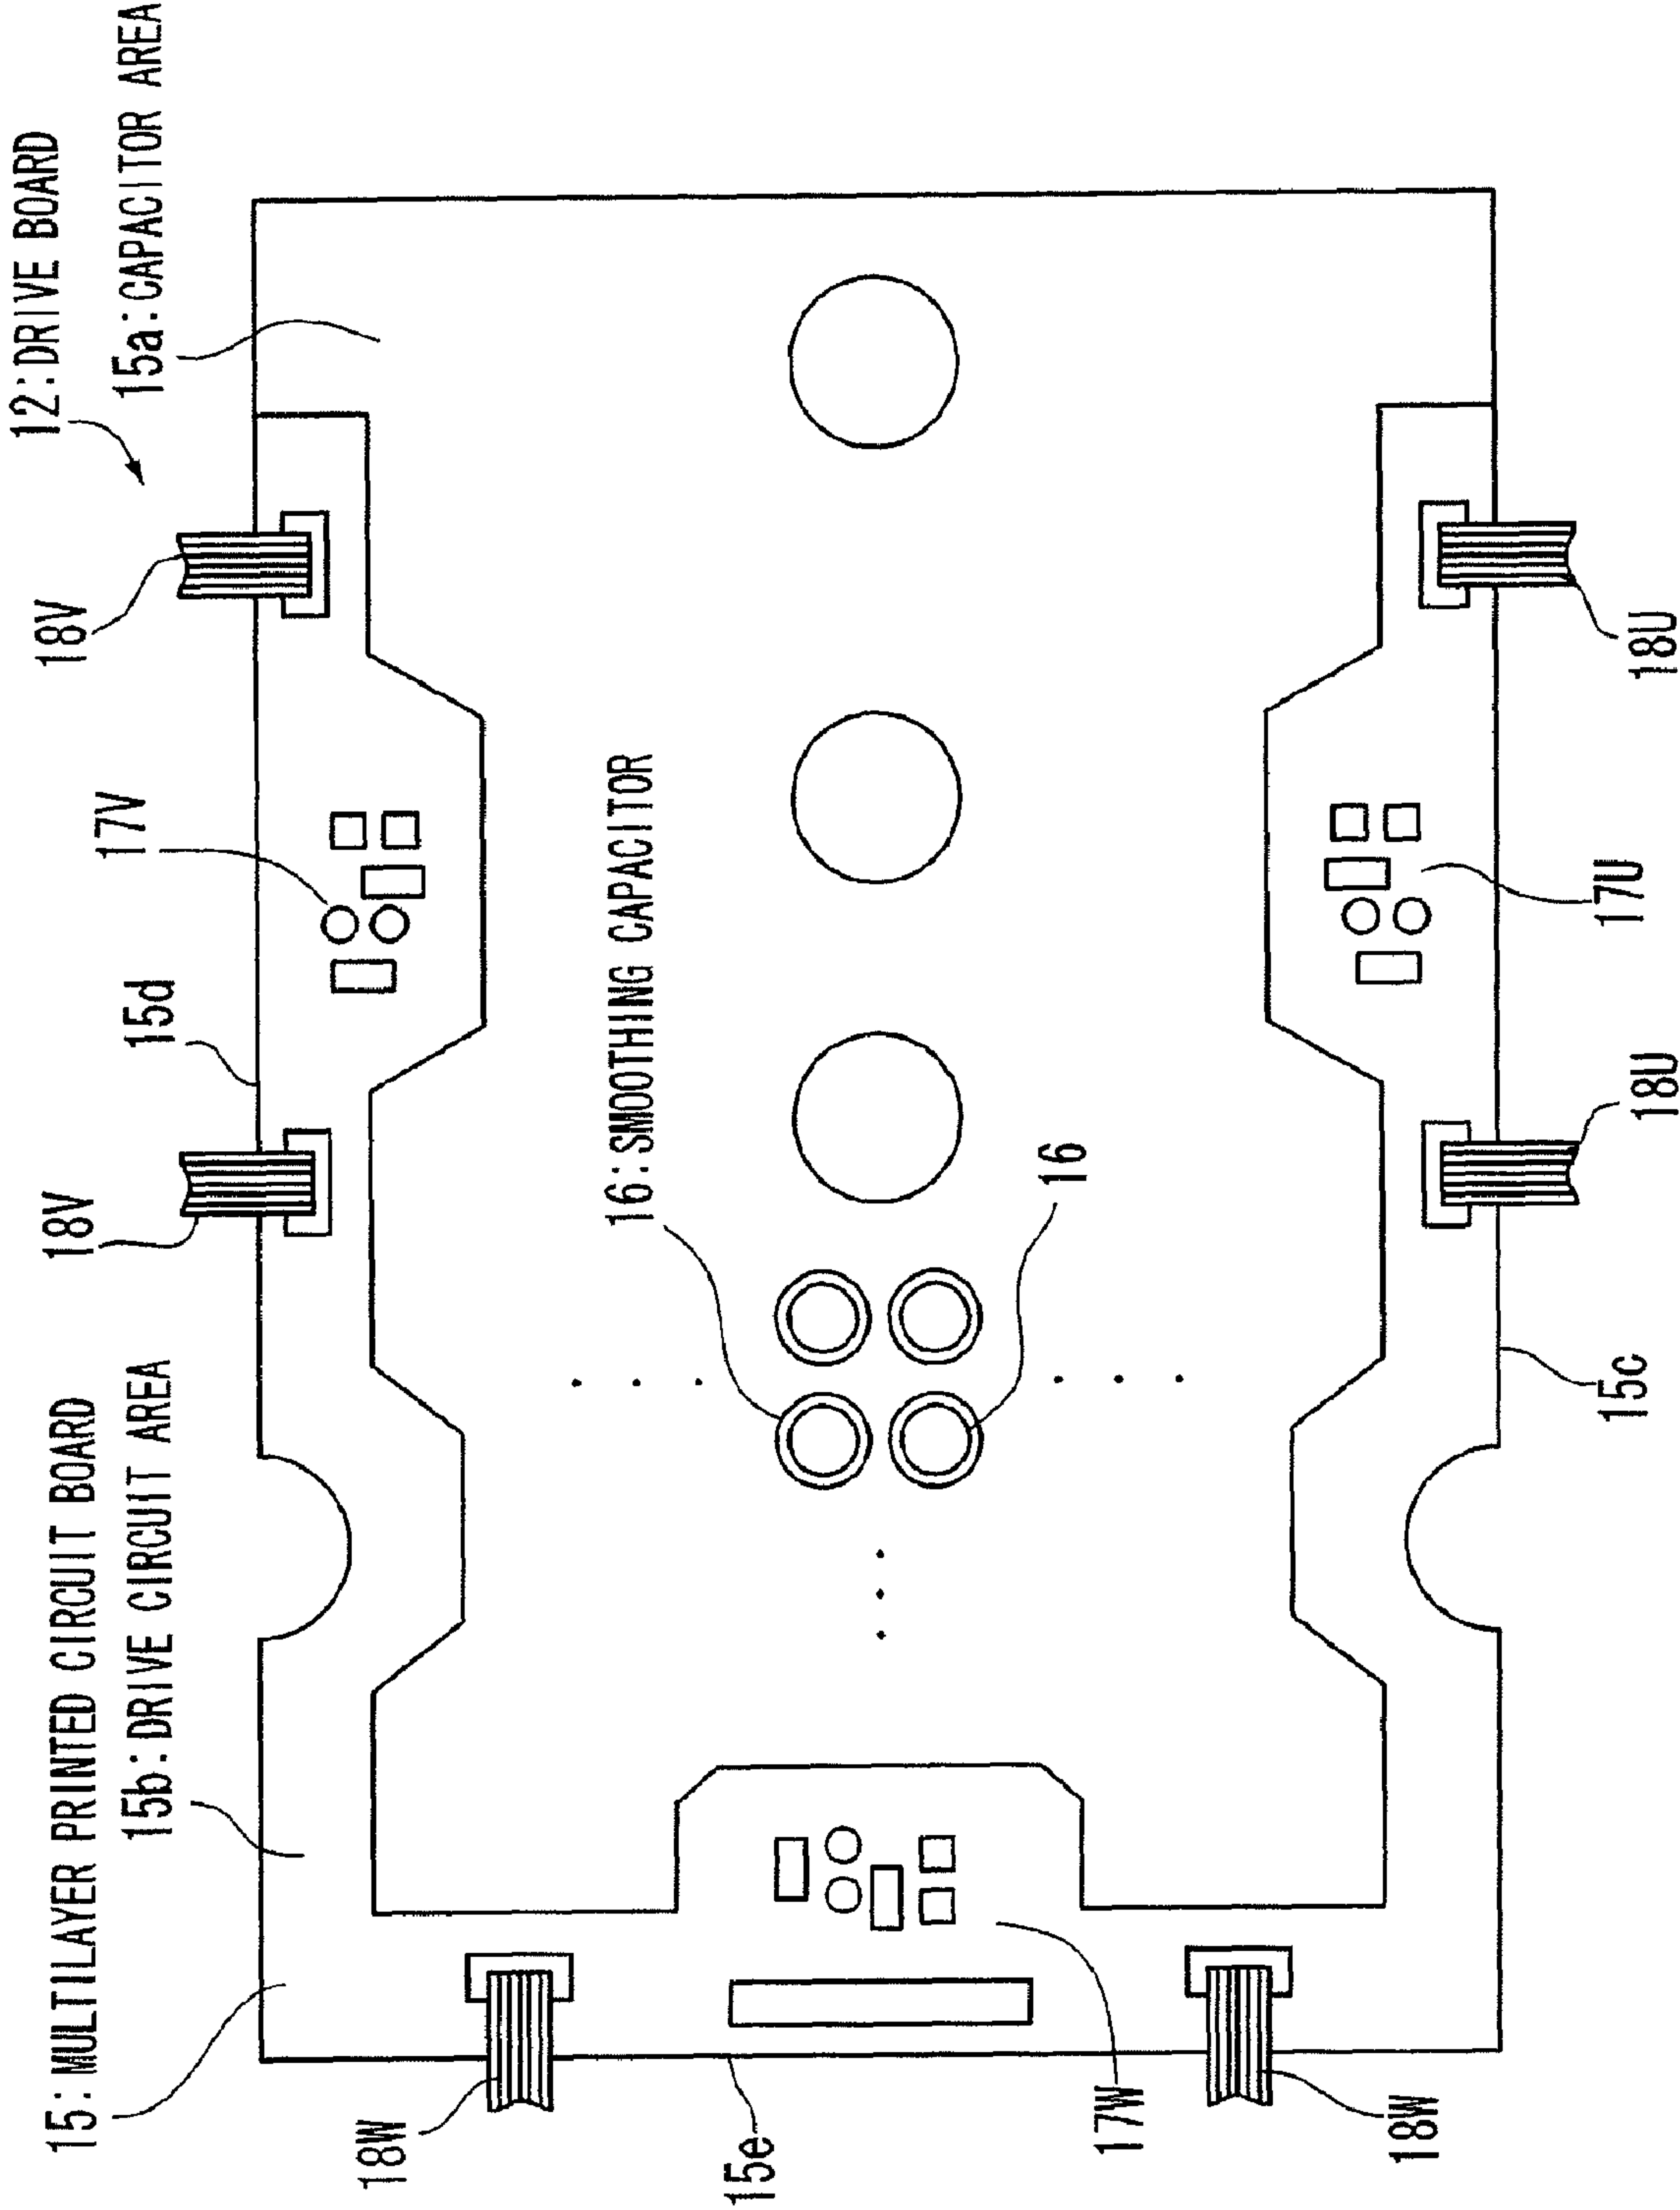 12:DRIVE BOARD
15a:CAPACITOR AREA
15:MULTILAYER PRINTED CIRCUIT BOARD
15b:DRIVE CIRCUIT AREA
18V
15d
17V
18V
16:SMOOTHING CAPACITOR
16
18W
15e
17W
18W
15c
18U
17U
18U